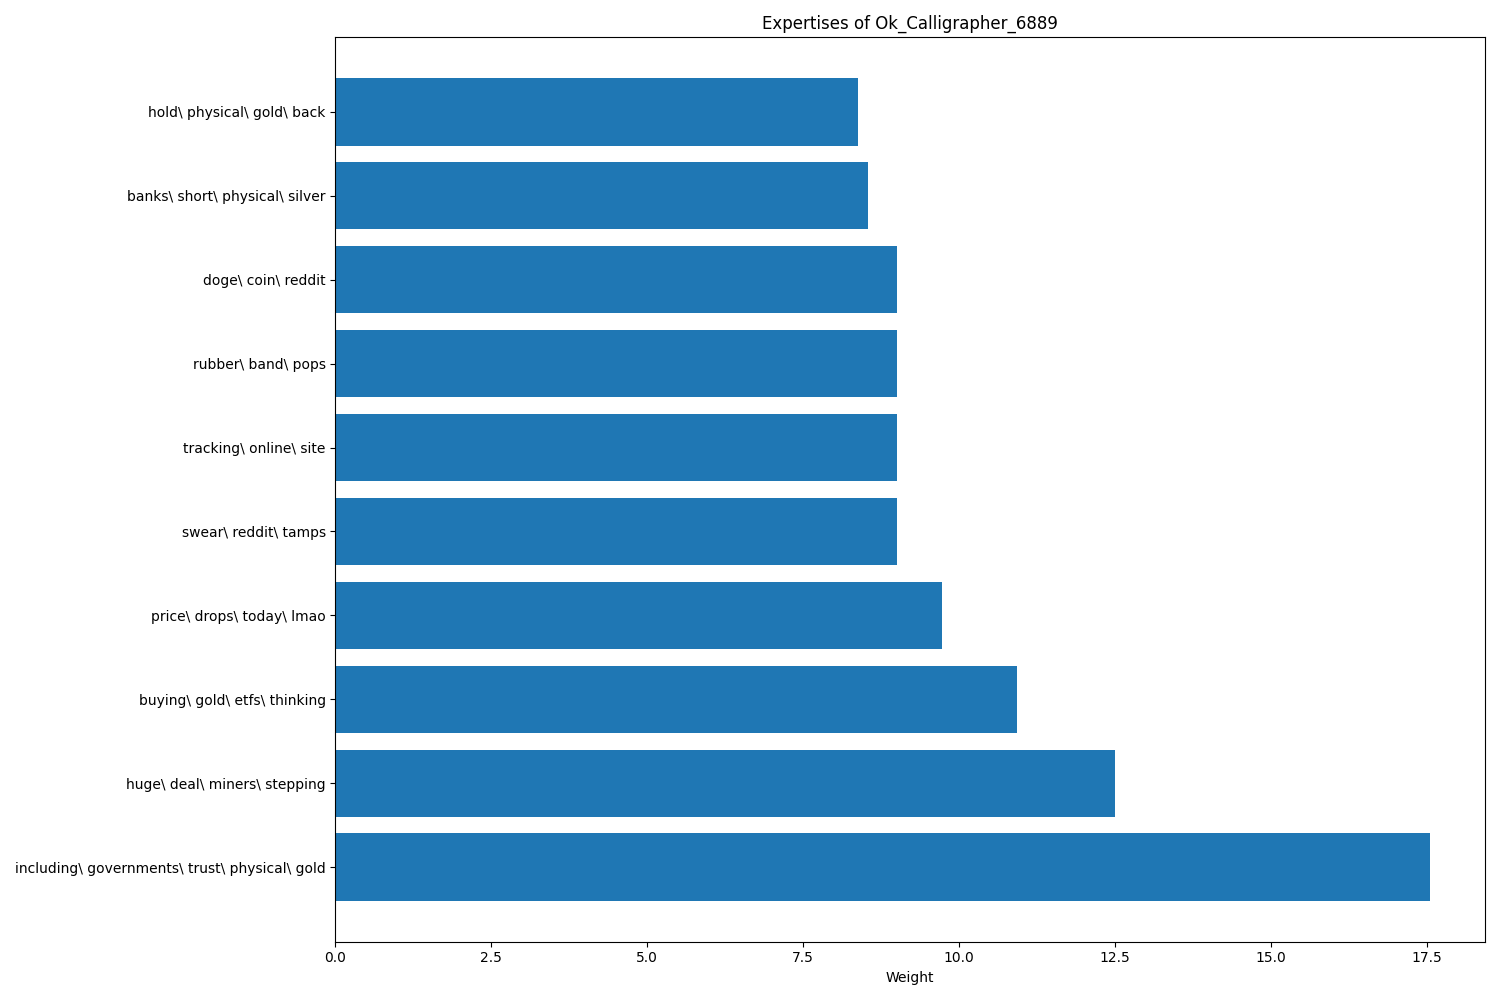 Expertises of Ok_Calligrapher_6889
hold\ physical\ gold\ back
banks\ short\ physical\ silver
doge\ coin\ reddit
rubber\ band\ pops
tracking\ online\ site
swear\ reddit\ tamps
price\ drops\ today\ lmao
buying\ gold\ etfs\ thinking
huge\ deal\ miners\ stepping
including\ governments\ trust\ physical\ gold
0.0 2.5 5.0 7.5 10.0 12.5 15.0 17.5
Weight